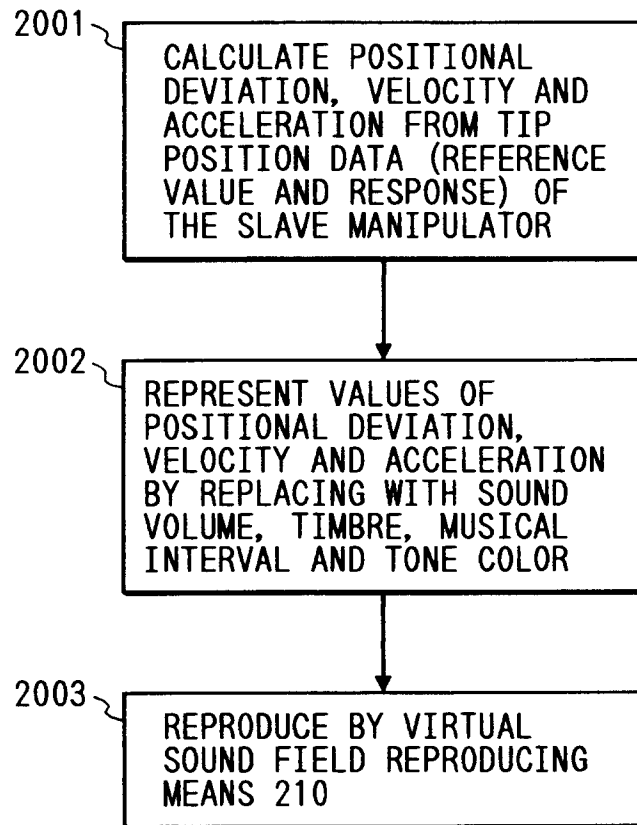 2001
CALCULATE POSITIONAL
DEVIATION, VELOCITY AND
ACCELERATION FROM TIP
POSITION DATA (REFERENCE
VALUE AND RESPONSE) OF
THE SLAVE MANIPULATOR
2002
REPRESENT VALUES OF
POSITIONAL DEVIATION,
VELOCITY AND ACCELERATION
BY REPLACING WITH SOUND
VOLUME, TIMBRE, MUSICAL
INTERVAL AND TONE COLOR
2003
REPRODUCE BY VIRTUAL
SOUND FIELD REPRODUCING
MEANS 210